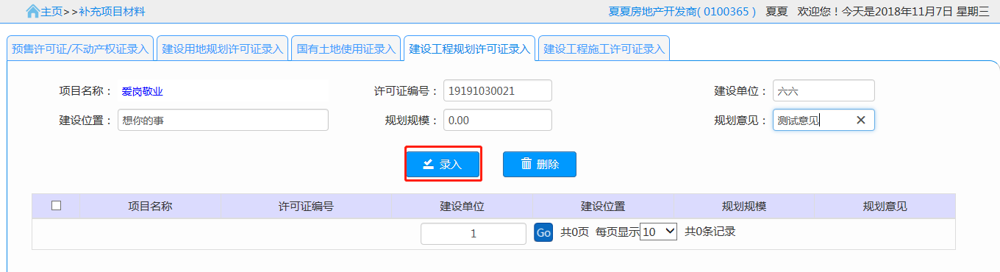 主页>>补充项目材料 夏夏房地产开发商( 0100365 ) 夏夏 欢迎您！今天是2018年11月7日 星期三
预售许可证/不动产权证录入 建设用地规划许可证录入 国有土地使用证录入 建设工程规划许可证录入 建设工程施工许可证录入
项目名称： 爱岗敬业 许可证编号： 19191030021 建设单位： 六六
建设位置： 想你的事 规划规模： 0.00 规划意见： 测试意见
录入 删除
项目名称 许可证编号 建设单位 建设位置 规划规模 规划意见
1 Go 共0页 每页显示 10 共0条记录